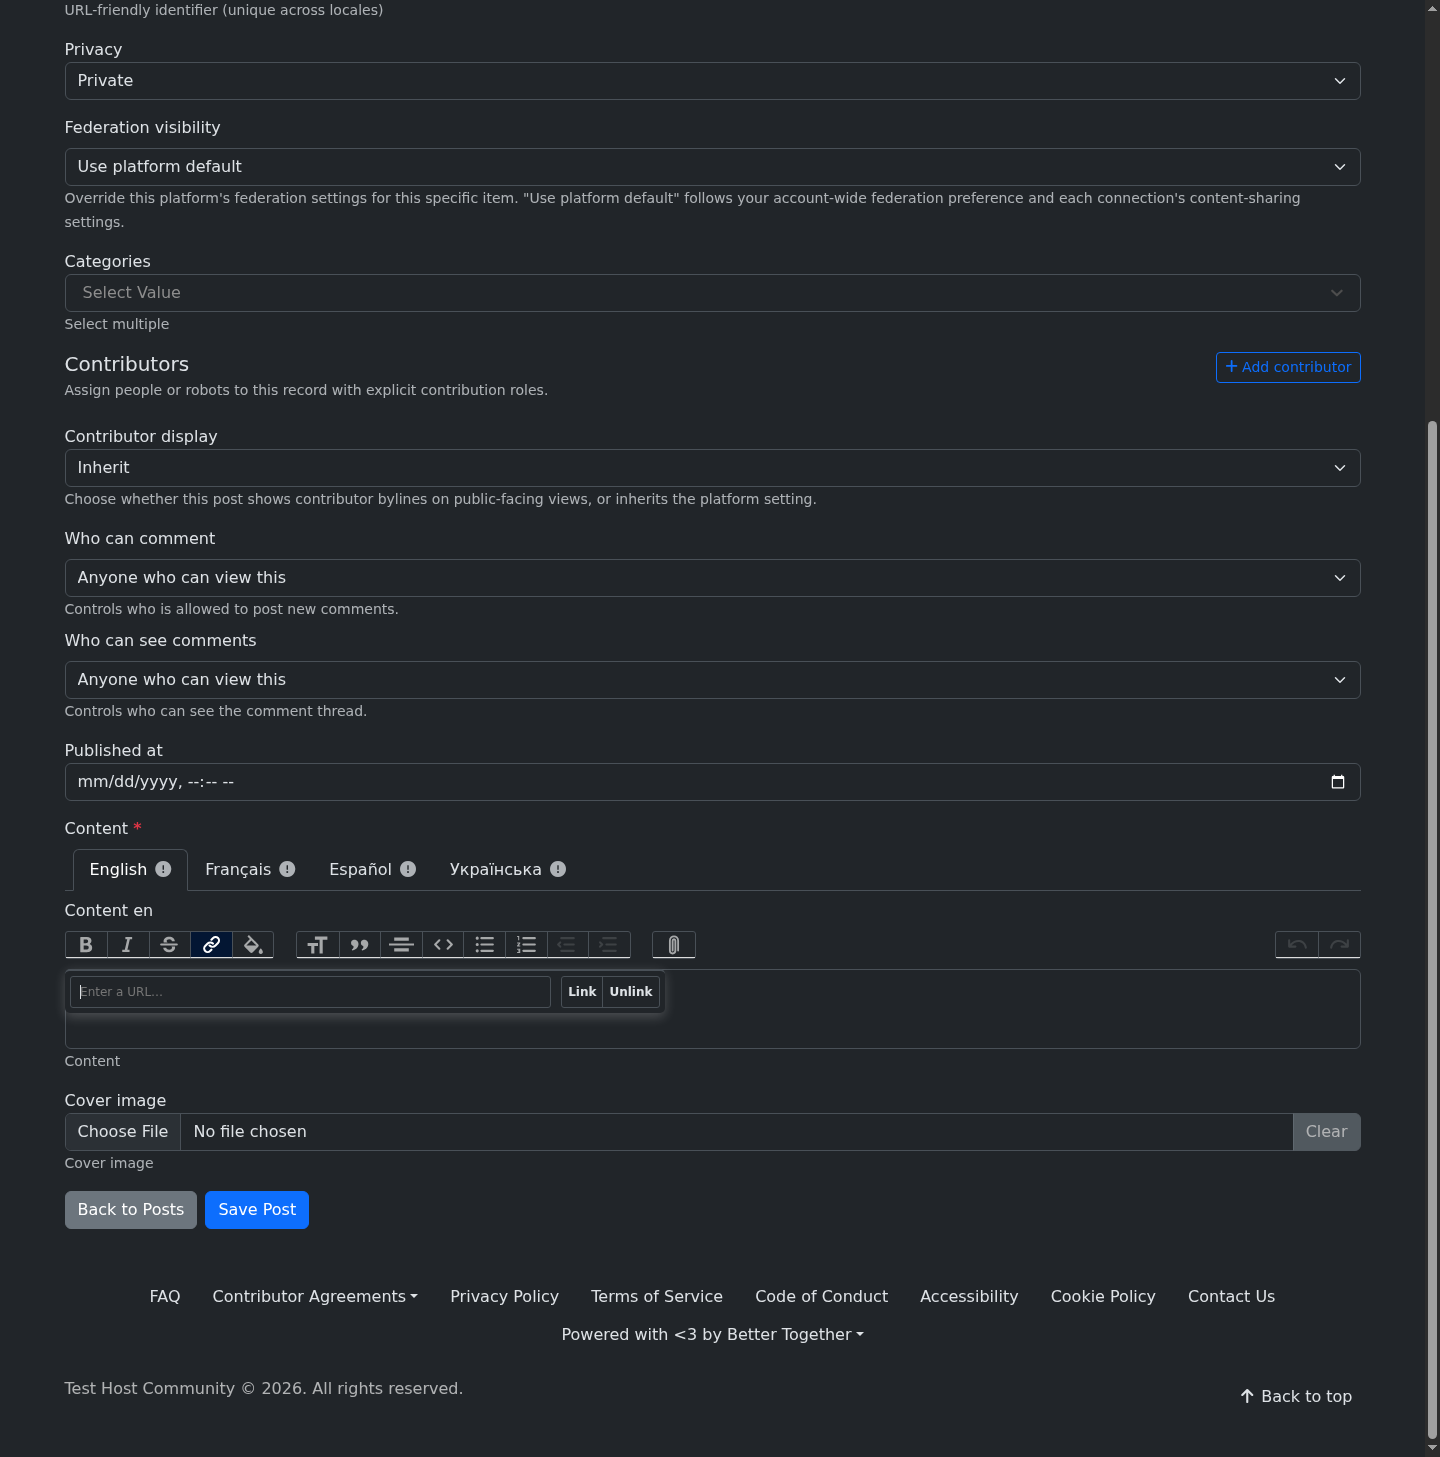 URL-friendly identifier (unique across locales)
Privacy
Private
Federation visibility
Use platform default
Override this platform's federation settings for this specific item. "Use platform default" follows your account-wide federation preference and each connection's content-sharing
settings.
Categories
Select Value
Select multiple
Contributors
Add contributor
Assign people or robots to this record with explicit contribution roles.
Contributor display
Inherit
Choose whether this post shows contributor bylines on public-facing views, or inherits the platform setting.
Who can comment
Anyone who can view this
Controls who is allowed to post new comments.
Who can see comments
Anyone who can view this
Controls who can see the comment thread.
Published at
mm/dd/yyyy, --:-- --
Content *
English Français Español Українська
Content en
Enter a URL... Link Unlink
Content
Cover image
Choose File No file chosen Clear
Cover image
Back to Posts Save Post
FAQ Contributor Agreements Privacy Policy Terms of Service Code of Conduct Accessibility Cookie Policy Contact Us
Powered with <3 by Better Together
Test Host Community © 2026. All rights reserved.
Back to top